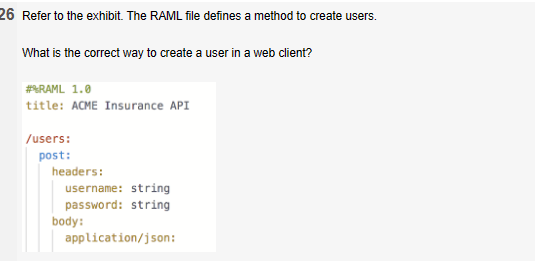 26 Refer to the exhibit. The RAML file defines a method to create users.
What is the correct way to create a user in a web client?
#%RAML 1.0
title: ACME Insurance API
/users:
post:
headers:
username: string
password: string
body:
application/json: